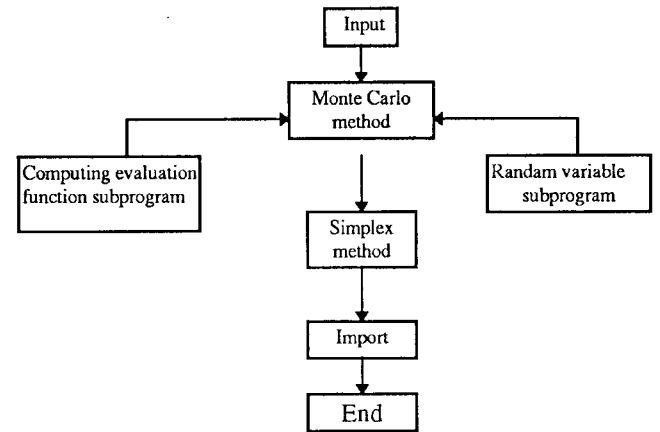 Input
Monte Carlo
method
Computing evaluation
function subprogram
Randam variable
subprogram
Simplex
method
Import
End